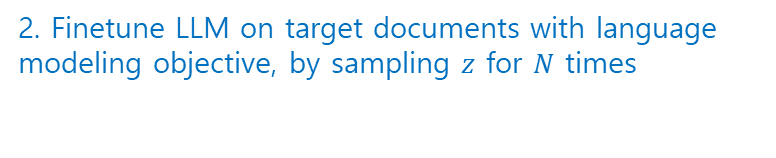 2. Finetune LLM on target documents with language
modeling objective, by sampling z for N times